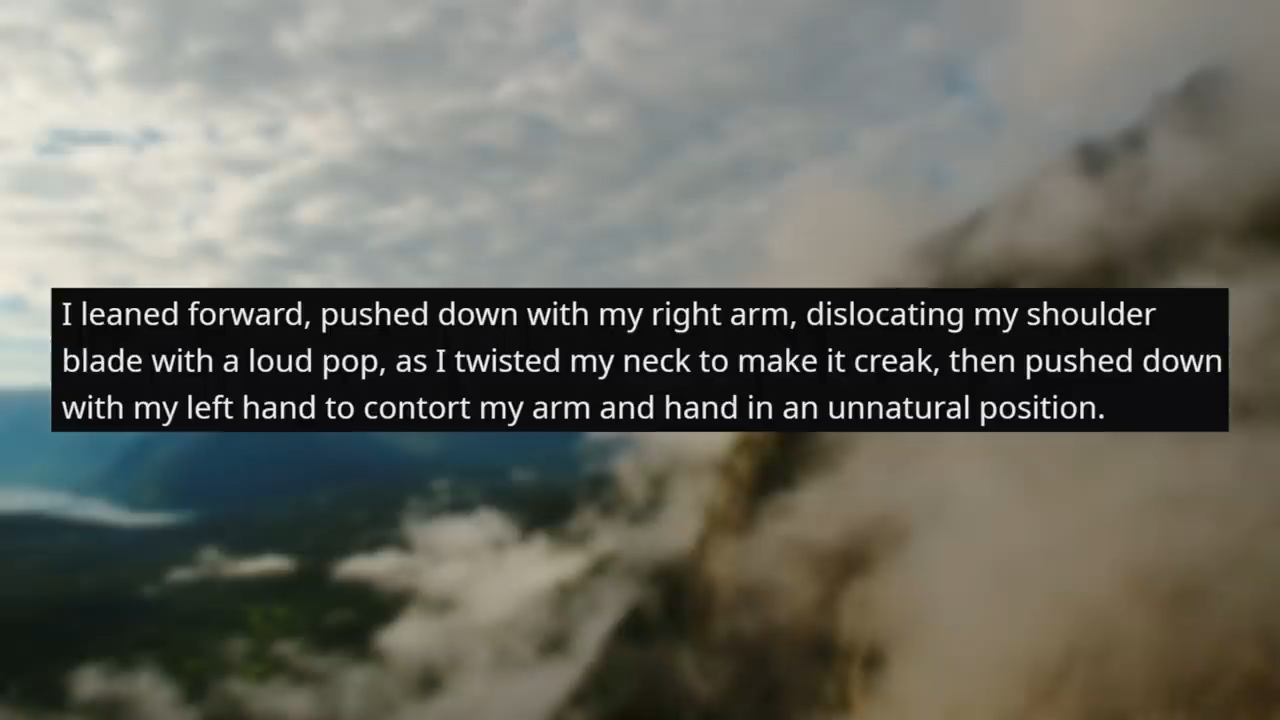 I leaned forward, pushed down with my right arm, dislocating my shoulder
blade with a loud pop, as I twisted my neck to make it creak, then pushed down
with my left hand to contort my arm and hand in an unnatural position.